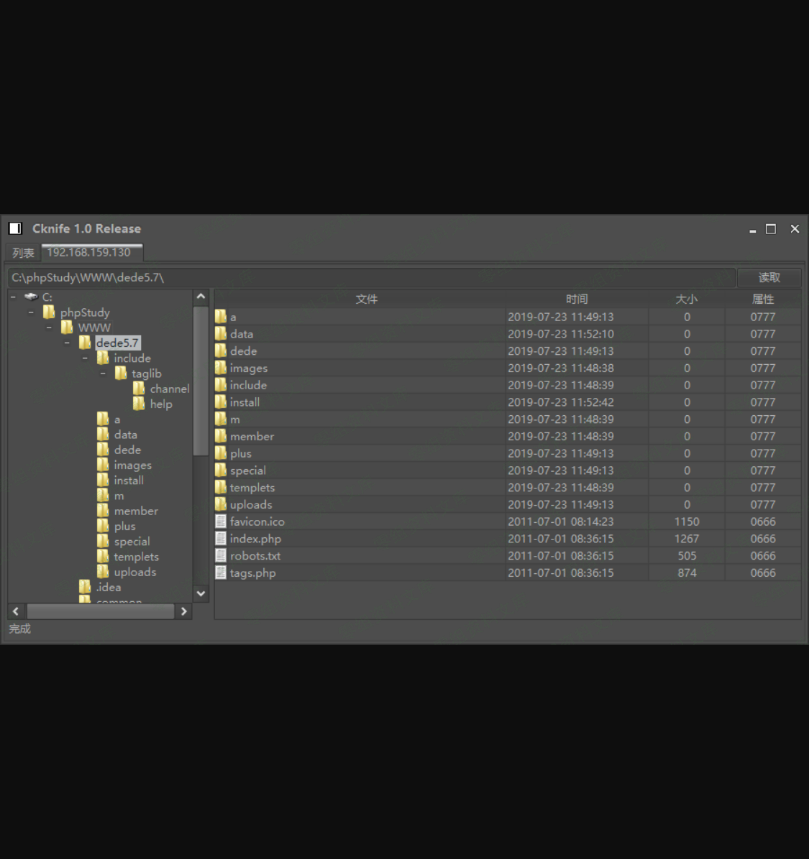 Cknife 1.0 Release
列表 192.168.159.130
C:\phpStudy\WWW\dede5.7\ 读取
C:
phpStudy
WWW
dede5.7
include
taglib
channel
help
a
data
dede
images
install
m
member
plus
special
templets
uploads
.idea
common
文件 时间 大小 属性
a 2019-07-23 11:49:13 0 0777
data 2019-07-23 11:52:10 0 0777
dede 2019-07-23 11:49:13 0 0777
images 2019-07-23 11:48:38 0 0777
include 2019-07-23 11:48:39 0 0777
install 2019-07-23 11:52:42 0 0777
m 2019-07-23 11:48:39 0 0777
member 2019-07-23 11:48:39 0 0777
plus 2019-07-23 11:49:13 0 0777
special 2019-07-23 11:49:13 0 0777
templets 2019-07-23 11:48:39 0 0777
uploads 2019-07-23 11:49:13 0 0777
favicon.ico 2011-07-01 08:14:23 1150 0666
index.php 2011-07-01 08:36:15 1267 0666
robots.txt 2011-07-01 08:36:15 505 0666
tags.php 2011-07-01 08:36:15 874 0666
完成